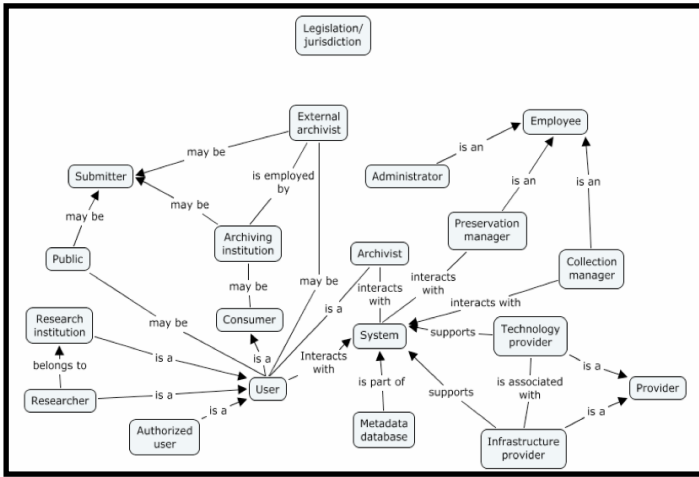 Legislation/
jurisdiction
External
archivist
Employee
may be
is an
Submitter
is employed
by
Administrator
is an
is an
may be
may be
Preservation
manager
Public
Archiving
institution
Archivist
Collection
manager
interacts
with
may be
may be
interacts
with
interacts with
Research
institution
may be
Consumer
is a
System
supports
Technology
provider
belongs to
is a
is a
Interacts
with
is a
is part of
is associated
with
Provider
Researcher
is a
User
supports
is a
is a
Authorized
user
Metadata
database
Infrastructure
provider